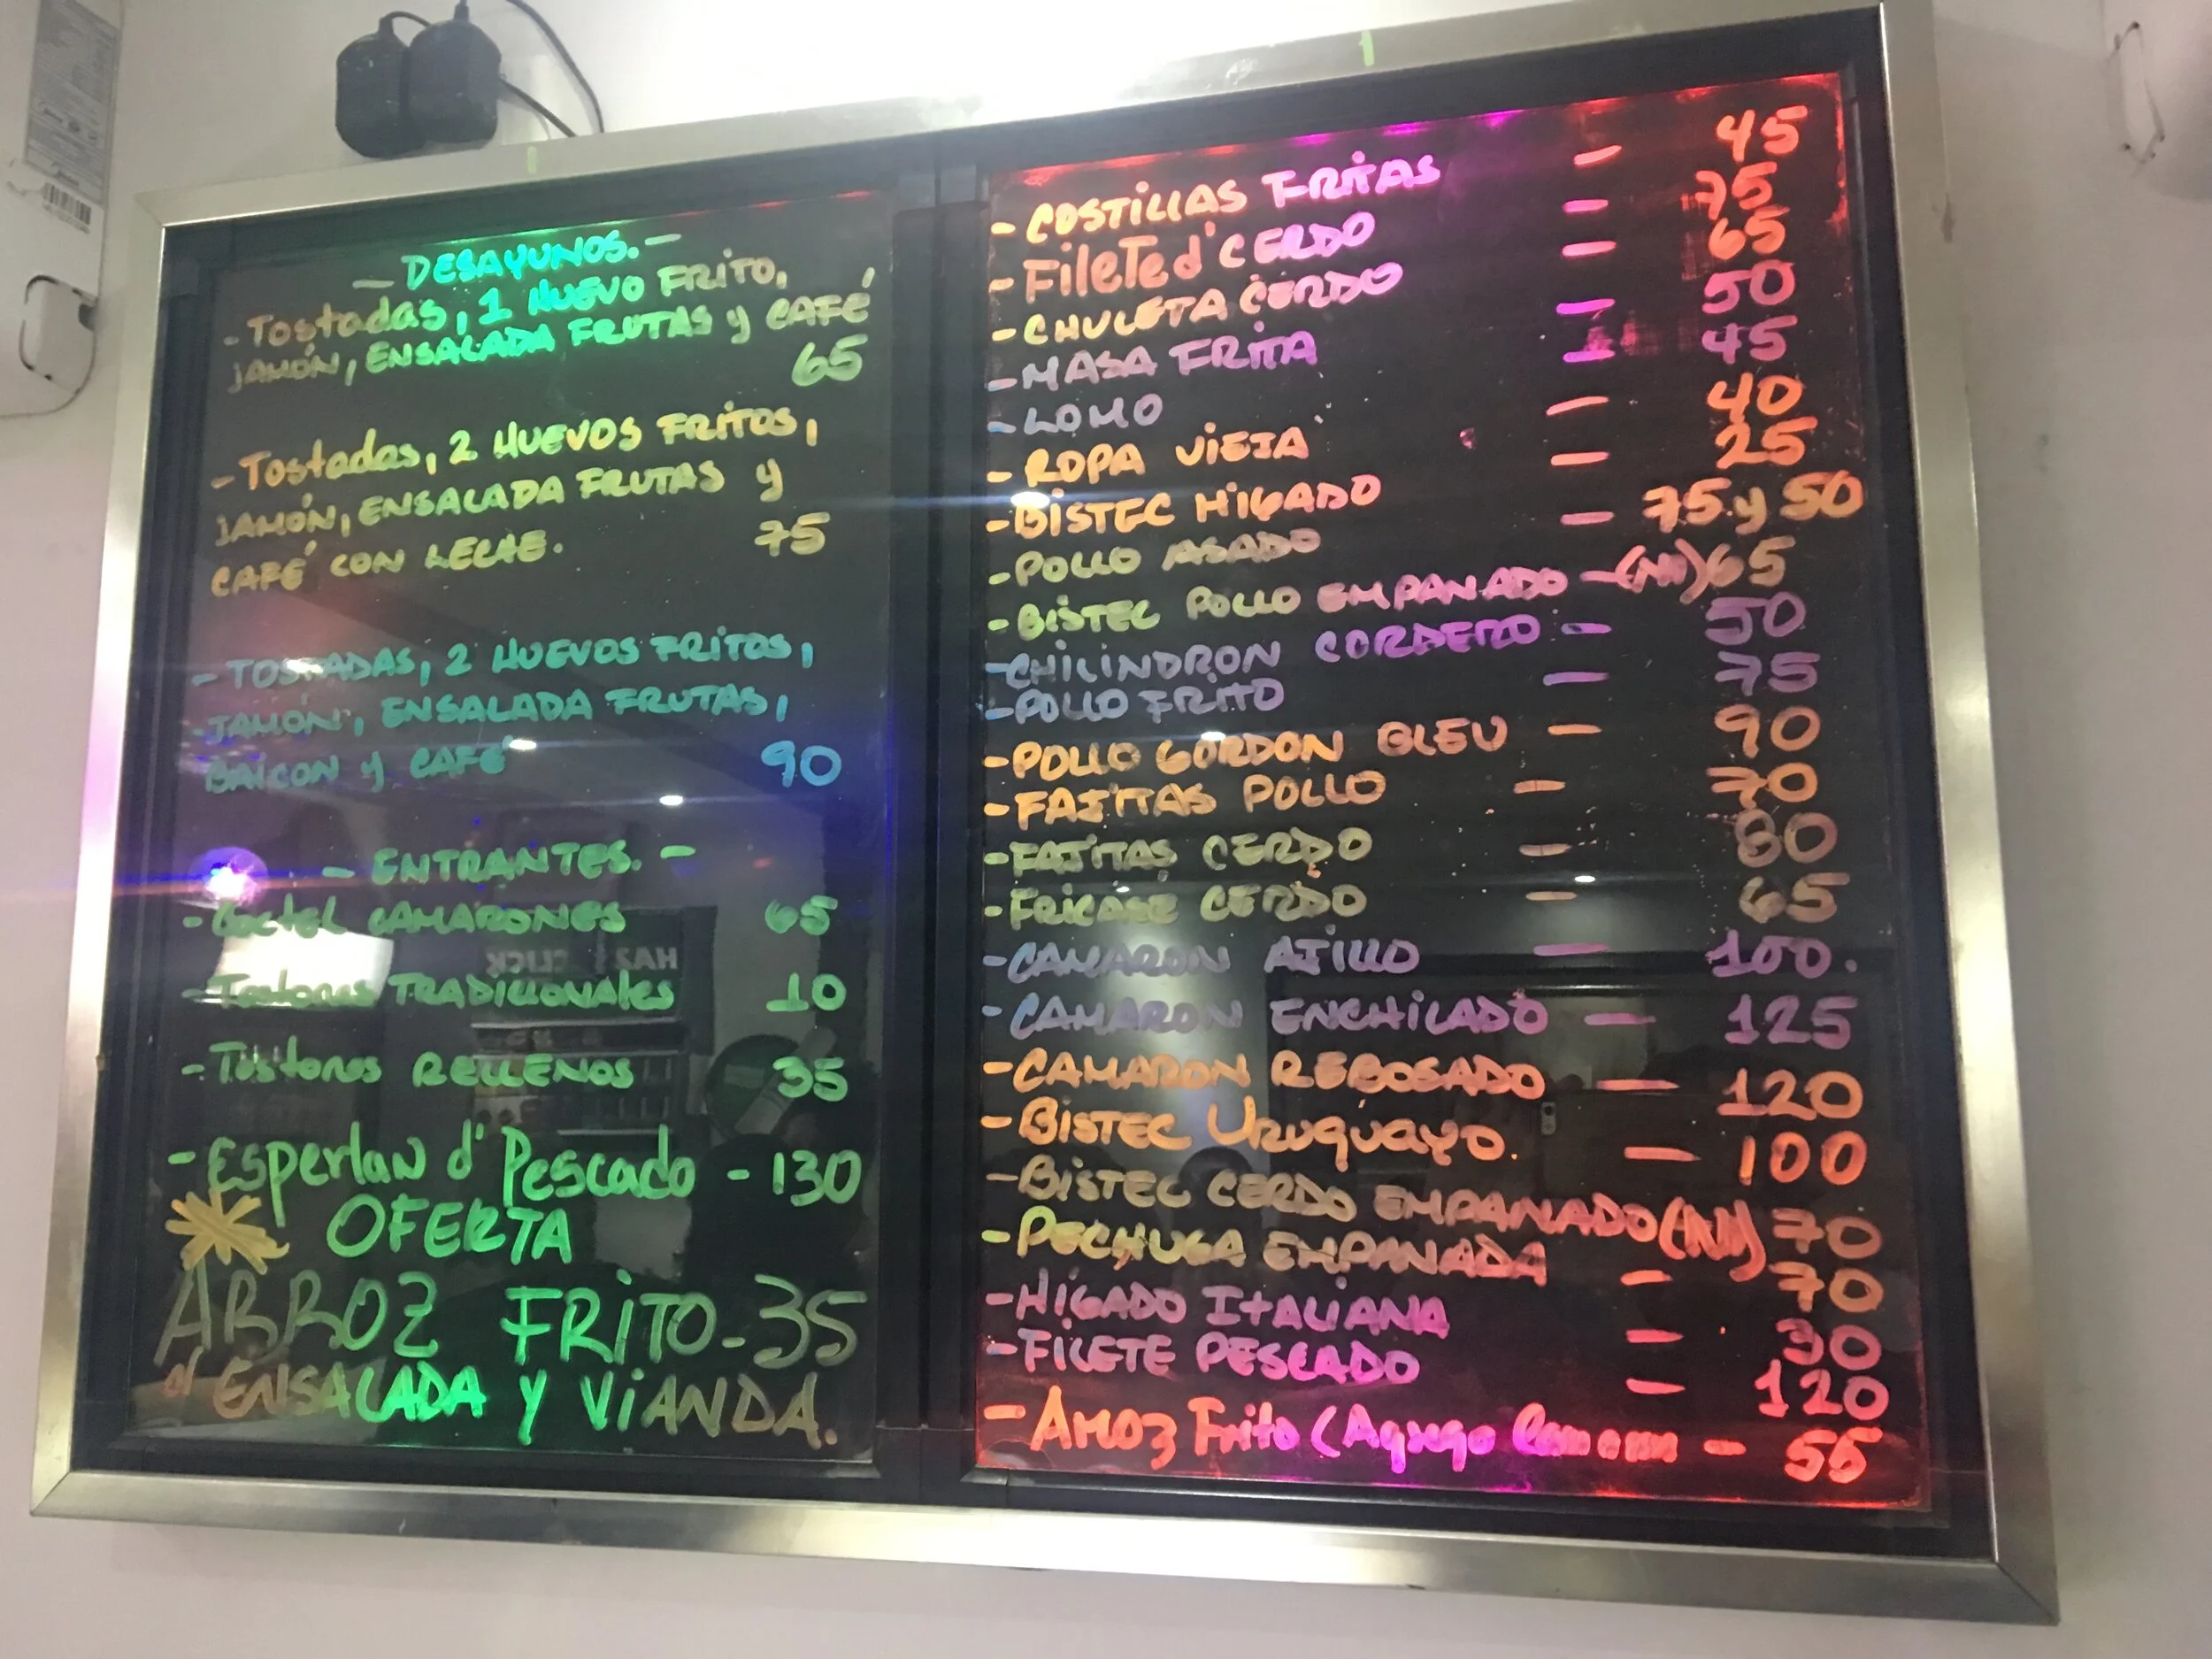 - DESAYUNOS. -
- Tostadas, 1 HUEVO FRITO,
JAMÓN, ENSALADA FRUTAS Y CAFÉ
65
- Tostadas, 2 HUEVOS FRITOS,
JAMÓN, ENSALADA FRUTAS Y
CAFÉ CON LECHE. 75
- TOSTADAS, 2 HUEVOS FRITOS,
JAMÓN, ENSALADA FRUTAS,
BAICON Y CAFÉ 90
- ENTRANTES. -
- Coctel CAMARONES 65
- Tostones TRADICIONALES 10
- Tostones RELLENOS 35
- Esperlan d' Pescado - 130
OFERTA
ARROZ FRITO - 35
d' ENSALADA Y VIANDA.
- COSTILLAS FRITAS - 45
- FILETE d' CERDO - 75
- CHULETA CERDO - 65
- MASA FRITA - 50
- LOMO - 45
- ROPA VIEJA - 40
- BISTEC HIGADO - 25
- POLLO ASADO - 75 y 50
- BISTEC POLLO EMPANADO - (NI) 65
- CHILINDRON CORDERO - 50
- POLLO FRITO - 75
- POLLO GORDON BLEU - 90
- FAJITAS POLLO - 70
- FAJITAS CERDO - 80
- FRICASE CERDO - 65
- CAMARON AJILLO - 100.
- CAMARON ENCHILADO - 125
- CAMARON REBOSADO - 120
- BISTEC URUGUAYO. - 100
- BISTEC CERDO EMPANADO (NI) 70
- PECHUGA EMPANADA - 70
- HIGADO ITALIANA - 30
- FILETE PESCADO - 120
- Arroz Frito (Agrego - 55
HAZ CLICK